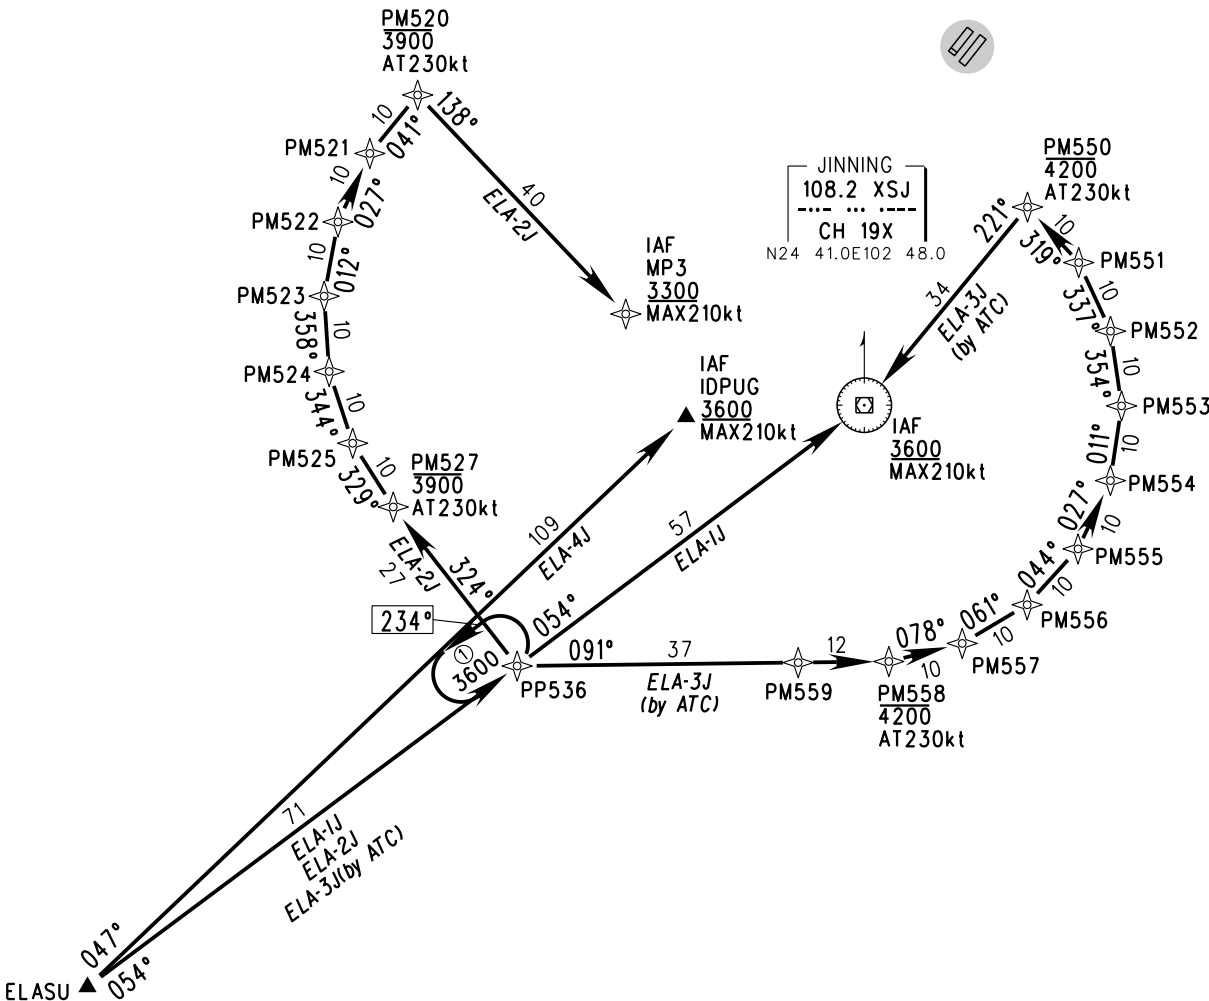 PM520
3900
AT230kt
10
041°
138°
PM521
10
027°
PM522
10
012°
PM523
10
358°
PM524
10
344°
PM525
10
329°
PM527
3900
AT230kt
40
ELA-2J
IAF
MP3
3300
MAX210kt
JINNING
108.2 XSJ
-··- ··· ·---
CH 19X
N24 41.0E102 48.0
PM550
4200
AT230kt
221°
10
319°
PM551
10
337°
PM552
10
354°
PM553
10
011°
PM554
10
027°
PM555
10
044°
PM556
10
061°
PM557
10
078°
PM558
4200
AT230kt
34
ELA-3J
(by ATC)
IAF
IDPUG
3600
MAX210kt
IAF
3600
MAX210kt
109
ELA-4J
57
ELA-1J
ELA-2J
27
324°
234°
054°
①
3600
PP536
091°
37
ELA-3J
(by ATC)
PM559
12
71
ELA-1J
ELA-2J
ELA-3J(by ATC)
047°
054°
ELASU